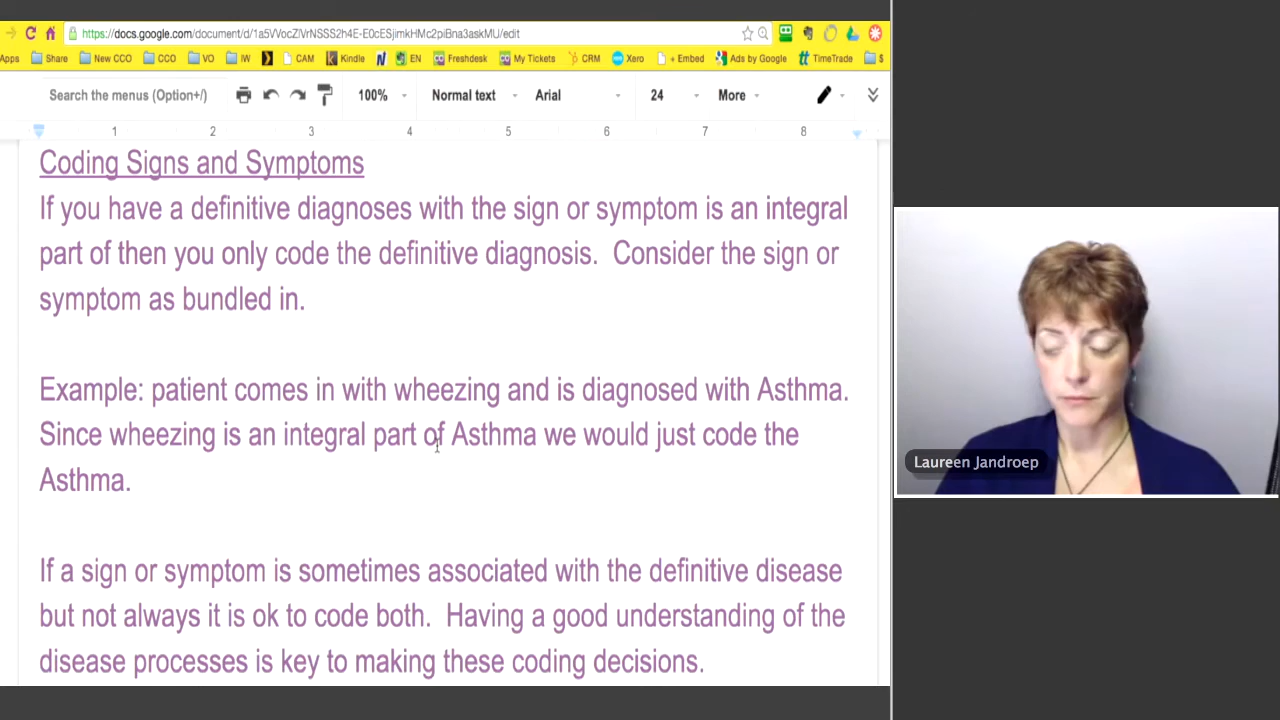 https://docs.google.com/document/d/1a5VVocZlVrNSSS2h4E-E0cESjimkHMc2piBna3askMU/edit
Apps Share New CCO CCO VO IW CAM Kindle EN Freshdesk My Tickets CRM Xero + Embed Ads by Google TimeTrade $
Search the menus (Option+/) 100% Normal text Arial 24 More
1 2 3 4 5 6 7 8
Coding Signs and Symptoms
If you have a definitive diagnoses with the sign or symptom is an integral
part of then you only code the definitive diagnosis. Consider the sign or
symptom as bundled in.
Example: patient comes in with wheezing and is diagnosed with Asthma.
Since wheezing is an integral part of Asthma we would just code the
Asthma.
If a sign or symptom is sometimes associated with the definitive disease
but not always it is ok to code both. Having a good understanding of the
disease processes is key to making these coding decisions.
Laureen Jandroep